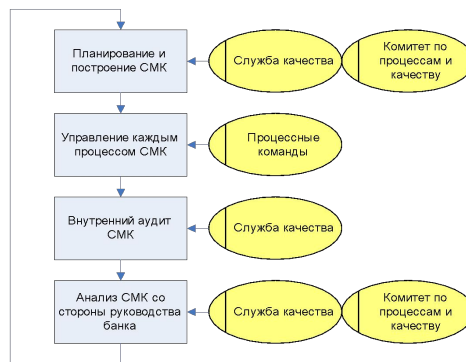 Планирование и
построение СМК
Служба качества
Комитет по
процессам и
качеству
Управление каждым
процессом СМК
Процессные
команды
Внутренний аудит
СМК
Служба качества
Анализ СМК со
стороны руководства
банка
Служба качества
Комитет по
процессам и
качеству